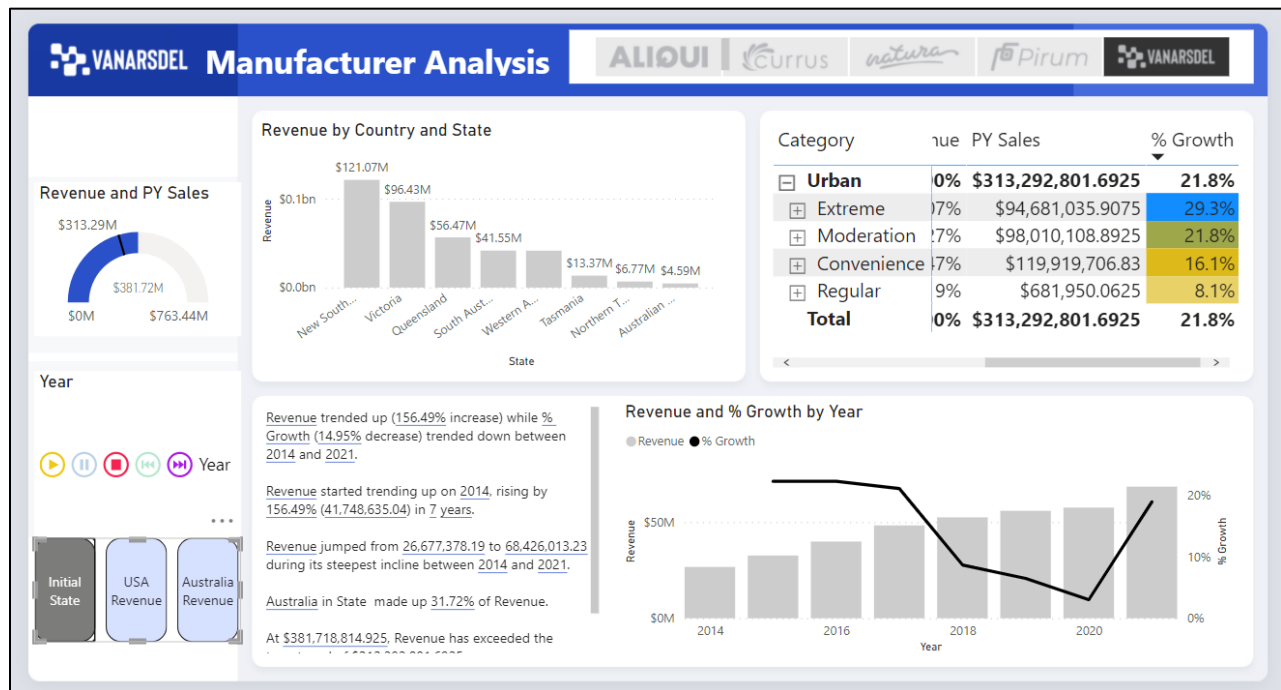 VANARSDEL Manufacturer Analysis
ALIQUI
Currus
natura
Pirum
VANARSDEL
Revenue and PY Sales
$313.29M
$381.72M
$0M
$763.44M
Year
Year
Initial
State
USA
Revenue
Australia
Revenue
Revenue by Country and State
Revenue
$0.1bn
$0.0bn
$121.07M
$96.43M
$56.47M
$41.55M
$13.37M
$6.77M
$4.59M
New South...
Victoria
Queensland
South Aust...
Western A...
Tasmania
Northern T...
Australian ...
State
Category nue PY Sales % Growth
Urban 0% $313,292,801.6925 21.8%
Extreme 07% $94,681,035.9075 29.3%
Moderation 27% $98,010,108.8925 21.8%
Convenience 47% $119,919,706.83 16.1%
Regular 9% $681,950.0625 8.1%
Total 0% $313,292,801.6925 21.8%
Revenue trended up (156.49% increase) while %
Growth (14.95% decrease) trended down between
2014 and 2021.
Revenue started trending up on 2014, rising by
156.49% (41,748,635.04) in 7 years.
Revenue jumped from 26,677,378.19 to 68,426,013.23
during its steepest incline between 2014 and 2021.
Australia in State made up 31.72% of Revenue.
At $381,718,814.925, Revenue has exceeded the
Revenue and % Growth by Year
Revenue % Growth
Revenue
$50M
$0M
2014 2016 2018 2020
Year
20%
10%
0%
% Growth